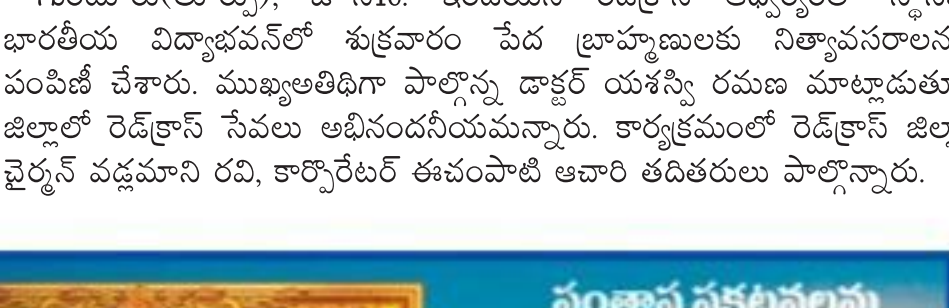 భారతీయ విద్యాభవన్‌లో శుక్రవారం పేద బ్రాహ్మణులకు నిత్యావసరాలన
పంపిణీ చేశారు. ముఖ్యఅతిథిగా పాల్గొన్న డాక్టర్ యశస్వి రమణ మాట్లాడుతు
జిల్లాలో రెడ్‌క్రాస్ సేవలు అభినందనీయమన్నారు. కార్యక్రమంలో రెడ్‌క్రాస్ జిల్ల
చైర్మన్ వడ్లమాని రవి, కార్పొరేటర్ ఈచంపాటి ఆచారి తదితరులు పాల్గొన్నారు.